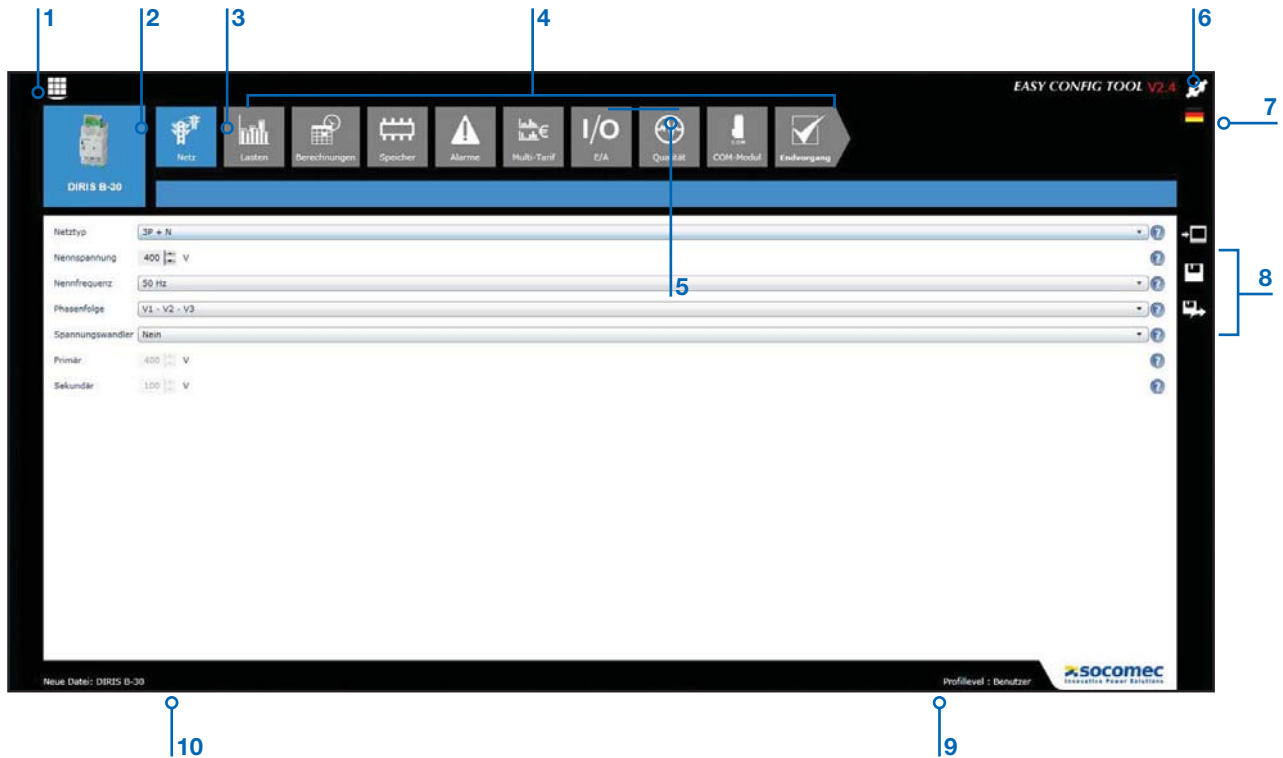 1 2 3 4 6
EASY CONFIG TOOL V2.4
7
Netz Lasten Berechnungen Speicher Alarme Multi-Tarif I/O E/A Qualität COM COM-Modul Endvorgang
DIRIS B-30
Netztyp 3P + N
Nennspannung 400 V
5
8
Nennfrequenz 50 Hz
Phasenfolge V1 - V2 - V3
Spannungswandler Nein
Primär 400 V
Sekundär 100 V
socomec
Innovative Power Solutions
Neue Datei: DIRIS B-30
Profillevel : Benutzer
10 9